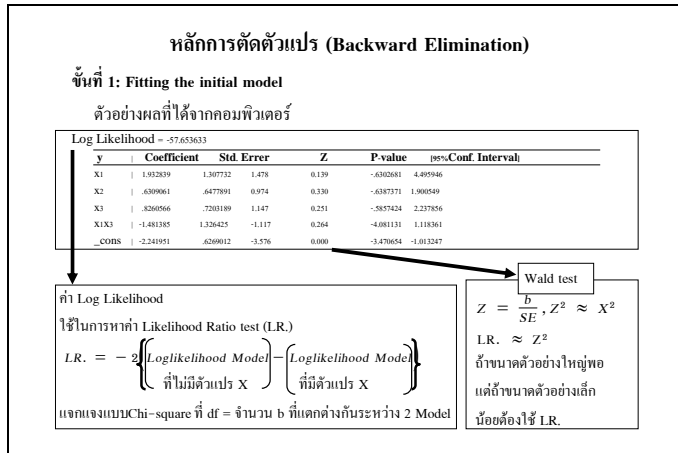 หลักการตัดตัวแปร (Backward Elimination)
ขั้นที่ 1: Fitting the initial model
ตัวอย่างผลที่ได้จากคอมพิวเตอร์
Log Likelihood = -57.653633
y | Coefficient Std. Errer Z P-value [95%Conf. Interval]
X1 | 1.932839 1.307732 1.478 0.139 -.6302681 4.495946
X2 | .6309061 .6477891 0.974 0.330 -.6387371 1.900549
X3 | .8260566 .7203189 1.147 0.251 -.5857424 2.237856
X1X3 | -1.481385 1.326425 -1.117 0.264 -4.081131 1.118361
_cons | -2.241951 .6269012 -3.576 0.000 -3.470654 -1.013247
ค่า Log Likelihood
ใช้ในการหาค่า Likelihood Ratio test (LR.)
LR. = - 2{(Loglikelihood Model) - (Loglikelihood Model)}
ที่ไม่มีตัวแปร X ที่มีตัวแปร X
แจกแจงแบบChi-square ที่ df = จำนวน b ที่แตกต่างกันระหว่าง 2 Model
Wald test
Z = b/SE , Z² ≈ X²
LR. ≈ Z²
ถ้าขนาดตัวอย่างใหญ่พอ
แต่ถ้าขนาดตัวอย่างเล็ก
น้อยต้องใช้ LR.